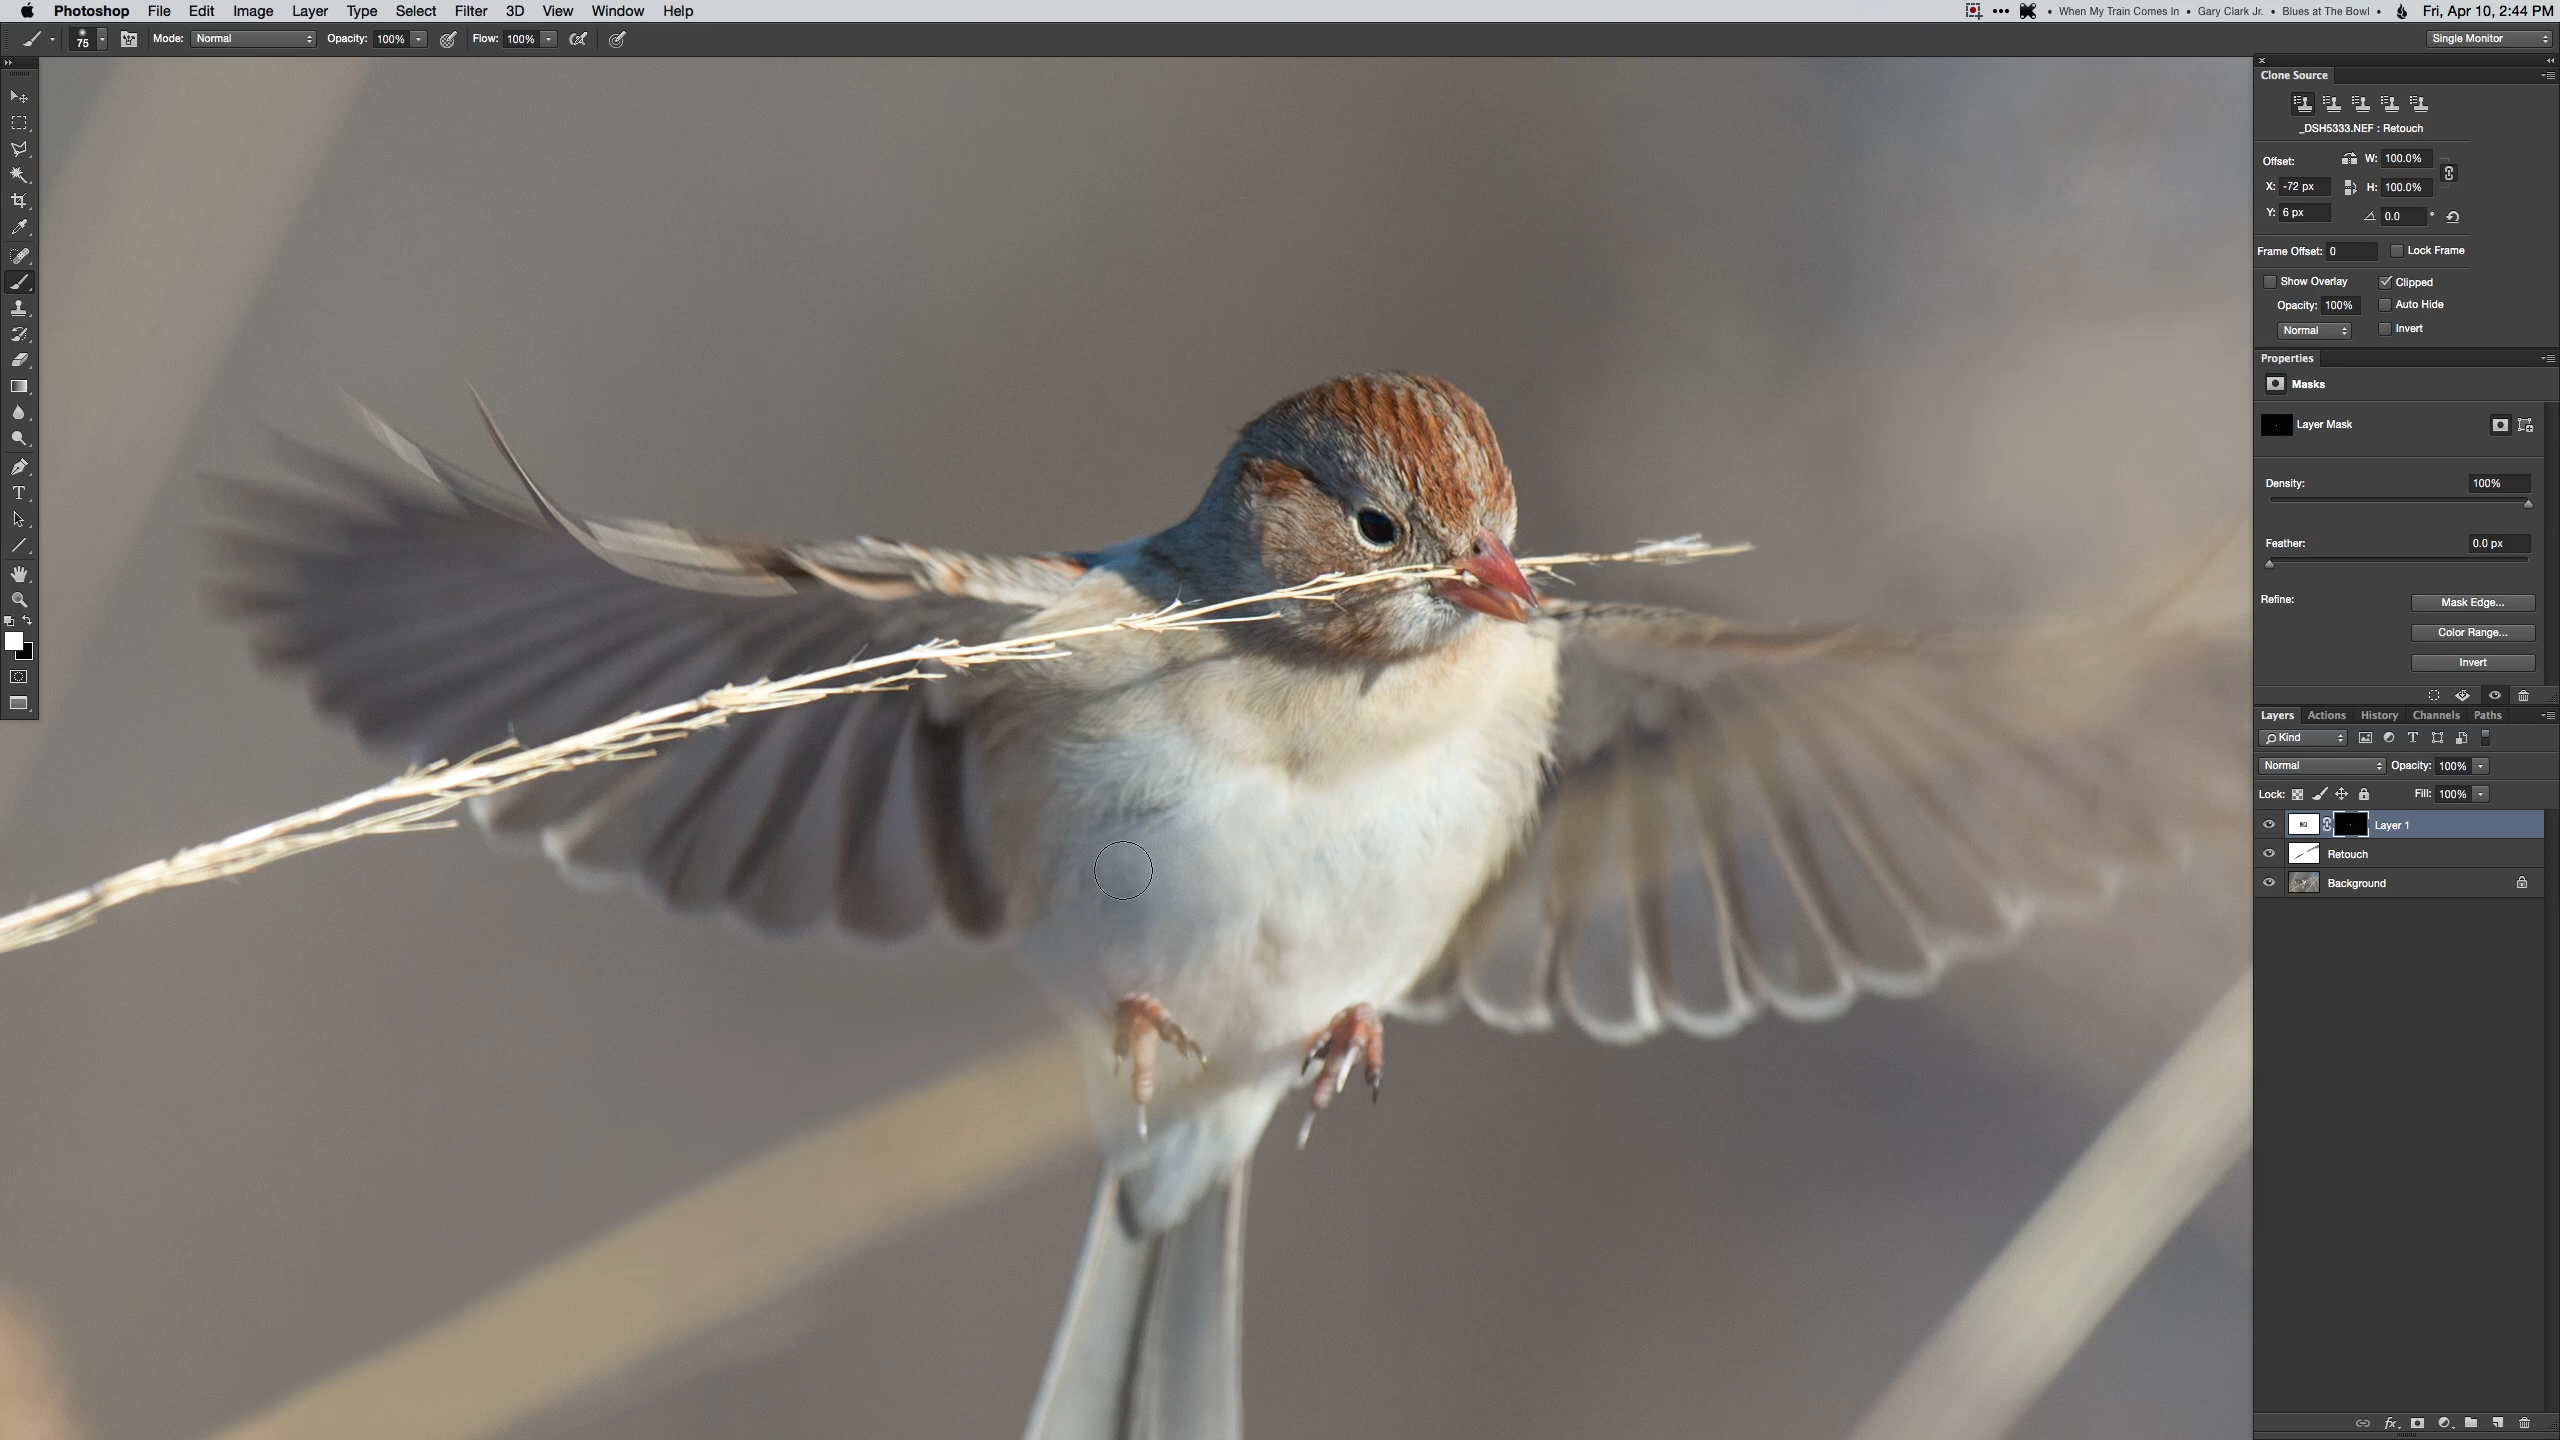 Photoshop File Edit Image Layer Type Select Filter 3D View Window Help • When My Train Comes In • Gary Clark Jr. • Blues at The Bowl • Fri, Apr 10, 2:44 PM
75 Mode: Normal Opacity: 100% Flow: 100% Single Monitor
Clone Source
_DSH5333.NEF : Retouch
Offset: W: 100.0%
X: -72 px H: 100.0%
Y: 6 px 0.0 °
Frame Offset: 0 Lock Frame
Show Overlay Clipped
Opacity: 100% Auto Hide
Normal Invert
Properties
Masks
Layer Mask
Density: 100%
Feather: 0.0 px
Refine: Mask Edge...
Color Range...
Invert
Layers Actions History Channels Paths
Kind
Normal Opacity: 100%
Lock: Fill: 100%
Layer 1
Retouch
Background